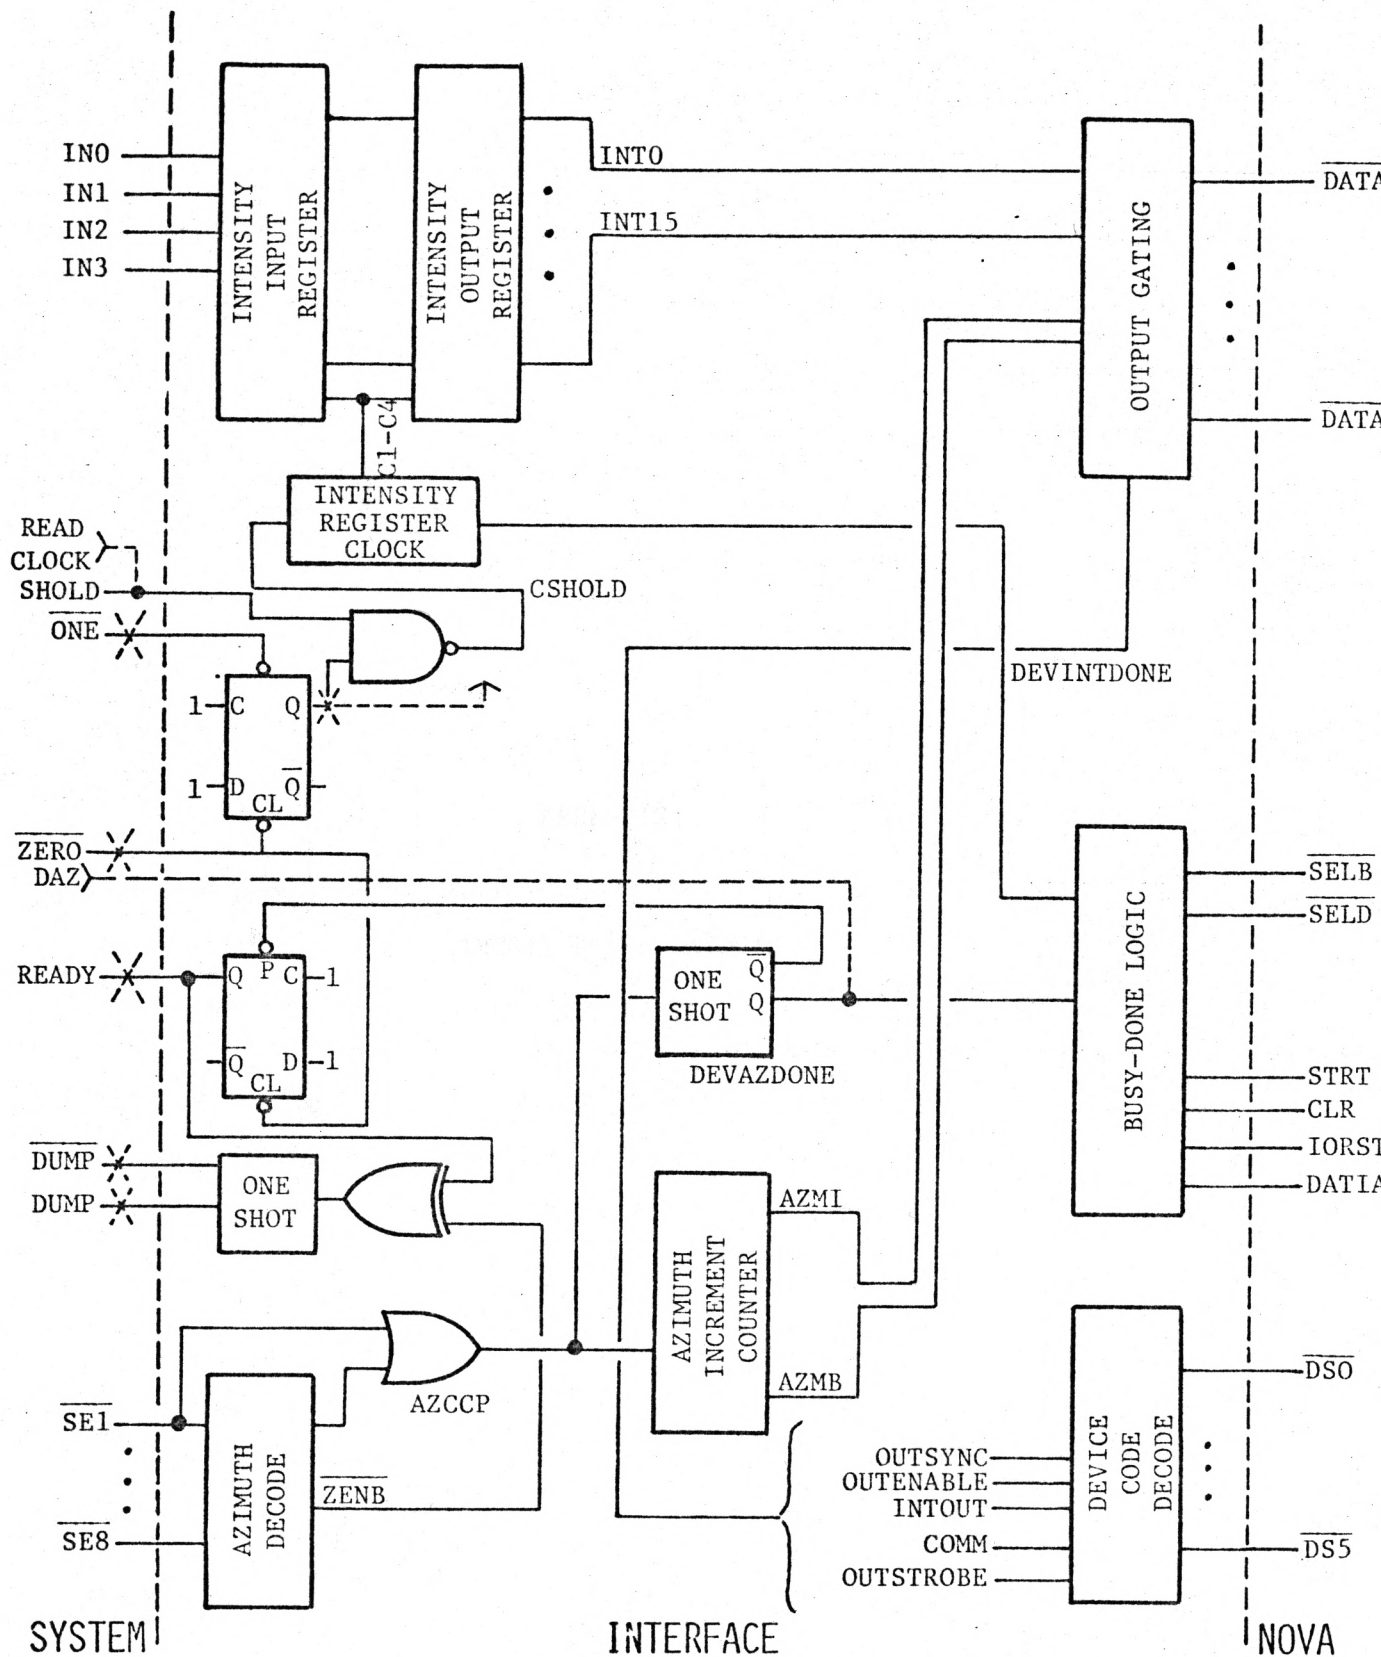 IN0
IN1
IN2
IN3
INTENSITY
INPUT
REGISTER
INTENSITY
OUTPUT
REGISTER
INT0
INT15
OUTPUT GATING
DATA
DATA
C1-C4
INTENSITY
REGISTER
CLOCK
READ
CLOCK
SHOLD
ONE
CSHOLD
DEVINTDONE
1 C Q
1 D Q
CL
ZERO
DAZ
READY
Q P C 1
Q D 1
CL
ONE
SHOT
Q
Q
DEVAZDONE
BUSY-DONE LOGIC
SELB
SELD
STRT
CLR
IORST
DATIA
DUMP
DUMP
ONE
SHOT
AZIMUTH
INCREMENT
COUNTER
AZMI
AZMB
AZCCP
SE1
SE8
AZIMUTH
DECODE
ZENB
OUTSYNC
OUTENABLE
INTOUT
COMM
OUTSTROBE
DEVICE
CODE
DECODE
DS0
DS5
SYSTEM
INTERFACE
NOVA